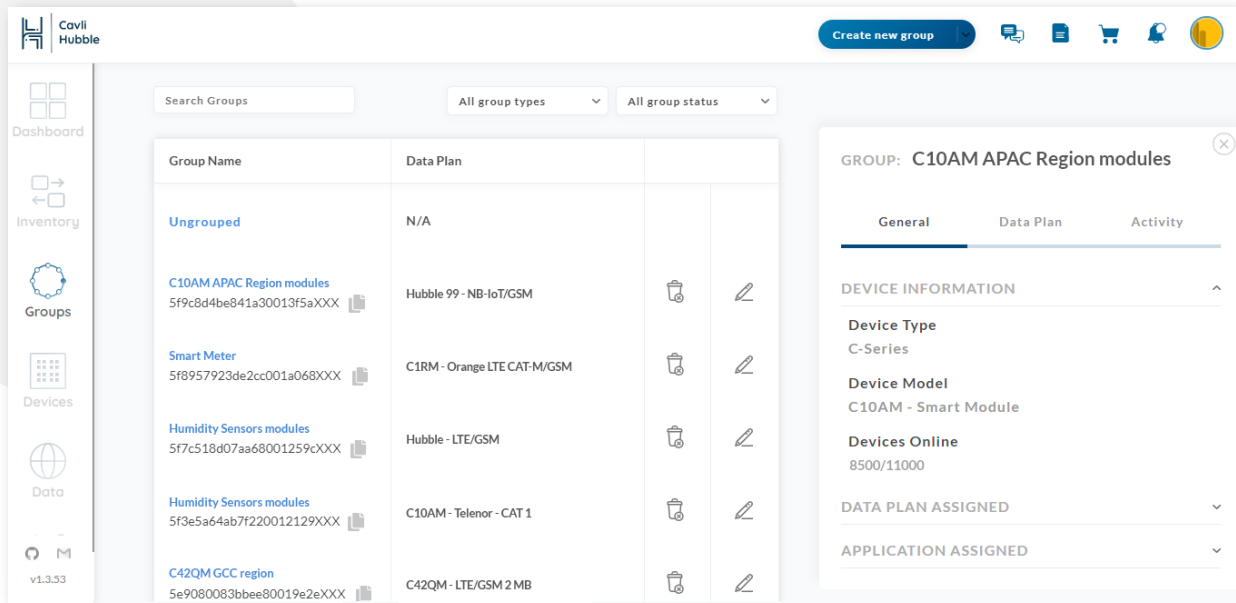 Cavli
Hubble
Create new group
Dashboard
Inventory
Groups
Devices
Data
v1.3.53
Search Groups
All group types
All group status
Group Name
Data Plan
Ungrouped
N/A
C10AM APAC Region modules
5f9c8d4be841a30013f5aXXX
Hubble 99 - NB-IoT/GSM
Smart Meter
5f8957923de2cc001a068XXX
C1RM - Orange LTE CAT-M/GSM
Humidity Sensors modules
5f7c518d07aa68001259cXXX
Hubble - LTE/GSM
Humidity Sensors modules
5f3e5a64ab7f220012129XXX
C10AM - Telenor - CAT 1
C42QM GCC region
5e9080083bbee80019e2eXXX
C42QM - LTE/GSM 2 MB
GROUP: C10AM APAC Region modules
General
Data Plan
Activity
DEVICE INFORMATION
Device Type
C-Series
Device Model
C10AM - Smart Module
Devices Online
8500/11000
DATA PLAN ASSIGNED
APPLICATION ASSIGNED